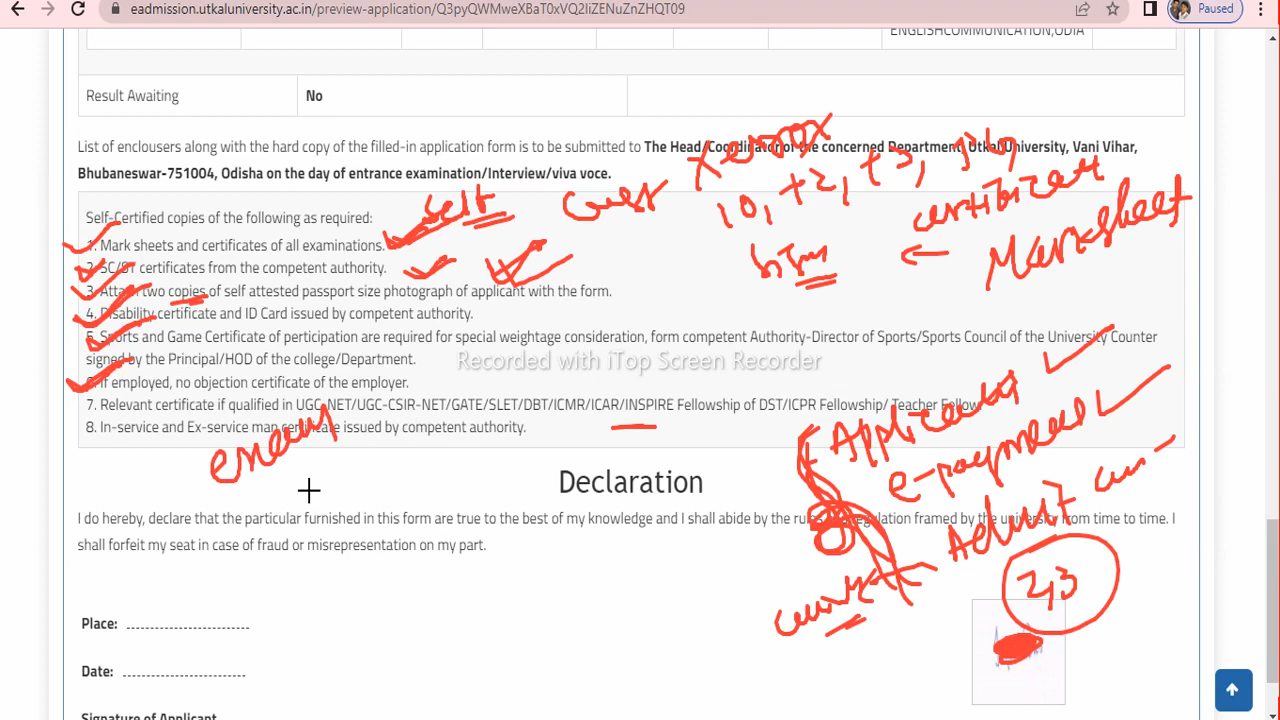 eadmission.utkaluniversity.ac.in/preview-application/Q3pyQWMweXBaT0xVQ2liZENuZnZHQT09
Paused
ENGLISHCOMMUNICATION,ODIA
Result Awaiting No
List of enclousers along with the hard copy of the filled-in application form is to be submitted to The Head/Coordinator of the concerned Department, Utkal University, Vani Vihar,
Bhubaneswar-751004, Odisha on the day of entrance examination/Interview/viva voce.
Xerox
10, +2, +3,
Self
certificate
Marksheet
Self-Certified copies of the following as required:
1. Mark sheets and certificates of all examinations.
2. SC/ST certificates from the competent authority.
3. Attach two copies of self attested passport size photograph of applicant with the form.
4. Disability certificate and ID Card issued by competent authority.
5. Sports and Game Certificate of perticipation are required for special weightage consideration, form competent Authority-Director of Sports/Sports Council of the University Counter
signed by the Principal/HOD of the college/Department.
Recorded with iTop Screen Recorder
6. If employed, no objection certificate of the employer.
7. Relevant certificate if qualified in UGC-NET/UGC-CSIR-NET/GATE/SLET/DBT/ICMR/ICAR/INSPIRE Fellowship of DST/ICPR Fellowship/ Teacher Fellow
8. In-service and Ex-service man certificate issued by competent authority.
e-payment
Declaration
I do hereby, declare that the particular furnished in this form are true to the best of my knowledge and I shall abide by the rules and regulation framed by the university from time to time. I
shall forfeit my seat in case of fraud or misrepresentation on my part.
Admit
2,3
Place:
Date:
Signature of Applicant